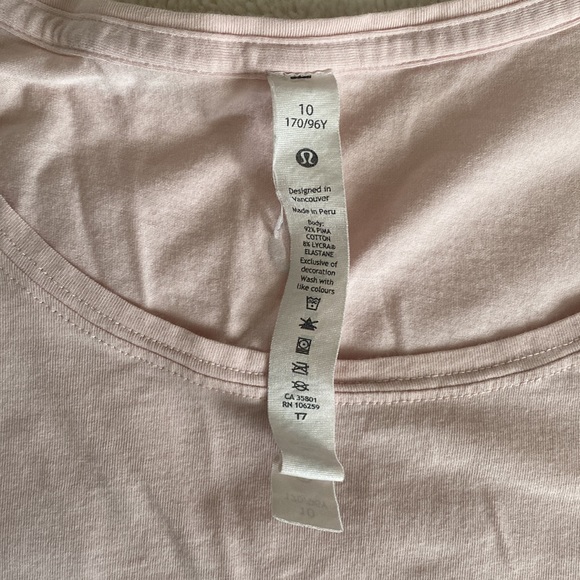 10
170/96Y
Designed in
Vancouver
Made in Peru
Body:
92% PIMA
COTTON
8% LYCRA®
ELASTANE
Exclusive of
decoration
Wash with
like colours
CA 35801
RN 106259
T7
10